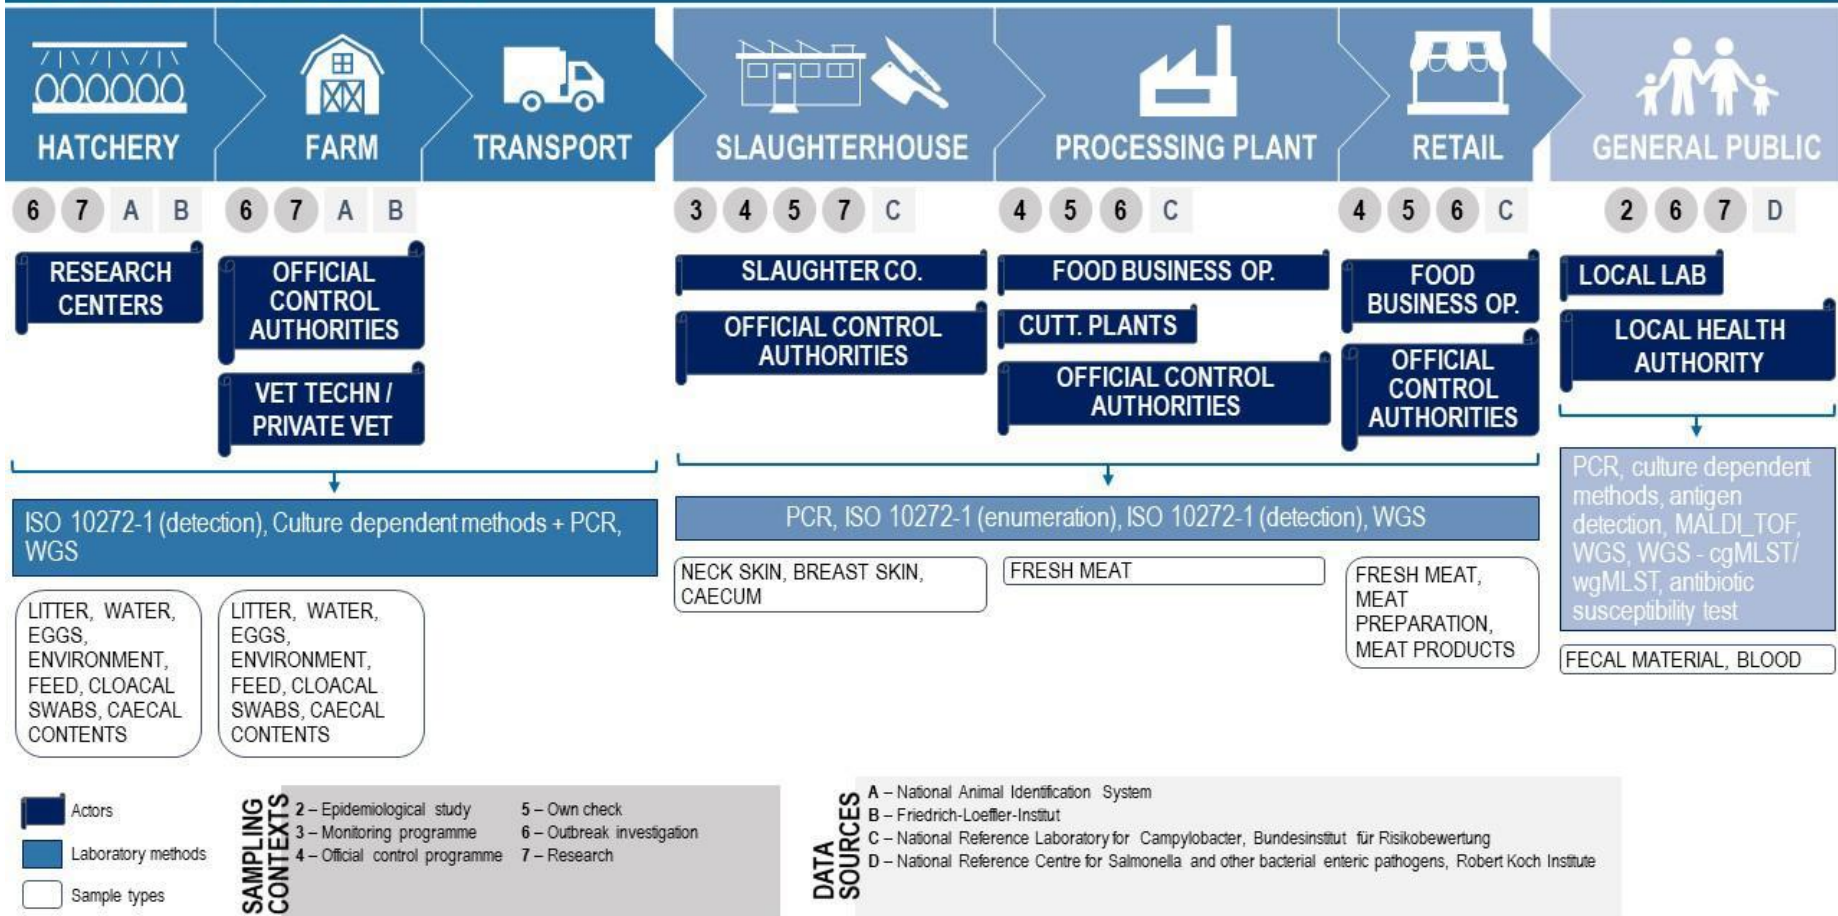 HATCHERY
FARM
TRANSPORT
SLAUGHTERHOUSE
PROCESSING PLANT
RETAIL
GENERAL PUBLIC
6 7 A B
6 7 A B
3 4 5 7 C
4 5 6 C
4 5 6 C
2 6 7 D
RESEARCH
CENTERS
OFFICIAL
CONTROL
AUTHORITIES
VET TECHN /
PRIVATE VET
SLAUGHTER CO.
OFFICIAL CONTROL
AUTHORITIES
FOOD BUSINESS OP.
CUTT. PLANTS
OFFICIAL CONTROL
AUTHORITIES
FOOD
BUSINESS OP.
OFFICIAL
CONTROL
AUTHORITIES
LOCAL LAB
LOCAL HEALTH
AUTHORITY
ISO 10272-1 (detection), Culture dependent methods + PCR,
WGS
PCR, ISO 10272-1 (enumeration), ISO 10272-1 (detection), WGS
PCR, culture dependent
methods, antigen
detection, MALDI_TOF,
WGS, WGS - cgMLST/
wgMLST, antibiotic
susceptibility test
LITTER, WATER,
EGGS,
ENVIRONMENT,
FEED, CLOACAL
SWABS, CAECAL
CONTENTS
LITTER, WATER,
EGGS,
ENVIRONMENT,
FEED, CLOACAL
SWABS, CAECAL
CONTENTS
NECK SKIN, BREAST SKIN,
CAECUM
FRESH MEAT
FRESH MEAT,
MEAT
PREPARATION,
MEAT PRODUCTS
FECAL MATERIAL, BLOOD
Actors
Laboratory methods
Sample types
SAMPLING
CONTEXTS
2 – Epidemiological study
3 – Monitoring programme
4 – Official control programme
5 – Own check
6 – Outbreak investigation
7 – Research
DATA
SOURCES
A – National Animal Identification System
B – Friedrich-Loeffler-Institut
C – National Reference Laboratory for Campylobacter, Bundesinstitut für Risikobewertung
D – National Reference Centre for Salmonella and other bacterial enteric pathogens, Robert Koch Institute